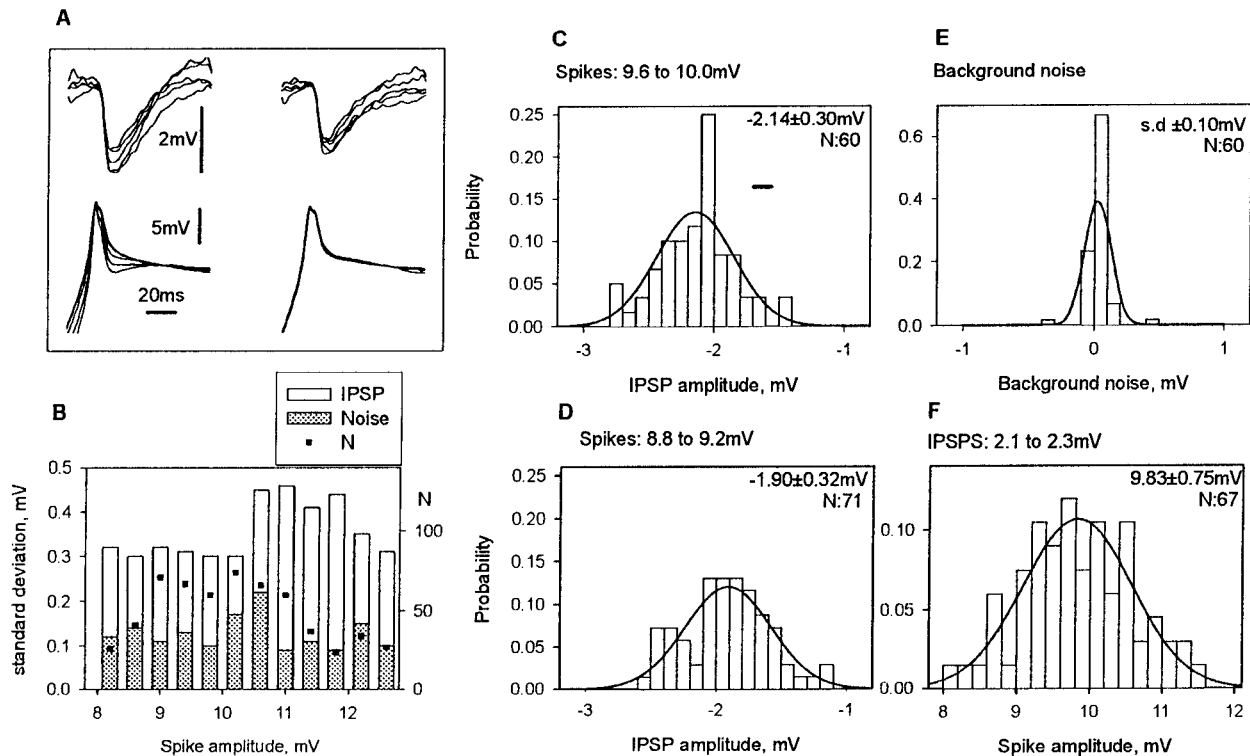 A
2mV
5mV
20ms
B
IPSP
Noise
N
0.5
0.4
0.3
0.2
0.1
0.0
standard deviation, mV
N
100
50
0
8
9
10
11
12
Spike amplitude, mV
C
Spikes: 9.6 to 10.0mV
-2.14±0.30mV
N:60
0.25
0.20
0.15
0.10
0.05
0.00
Probability
-3
-2
-1
IPSP amplitude, mV
D
Spikes: 8.8 to 9.2mV
-1.90±0.32mV
N:71
0.25
0.20
0.15
0.10
0.05
0.00
Probability
-3
-2
-1
IPSP amplitude, mV
E
Background noise
s.d ±0.10mV
N:60
0.6
0.4
0.2
0.0
-1
0
1
Background noise, mV
F
IPSPS: 2.1 to 2.3mV
9.83±0.75mV
N:67
0.10
0.05
0.00
8
9
10
11
12
Spike amplitude, mV